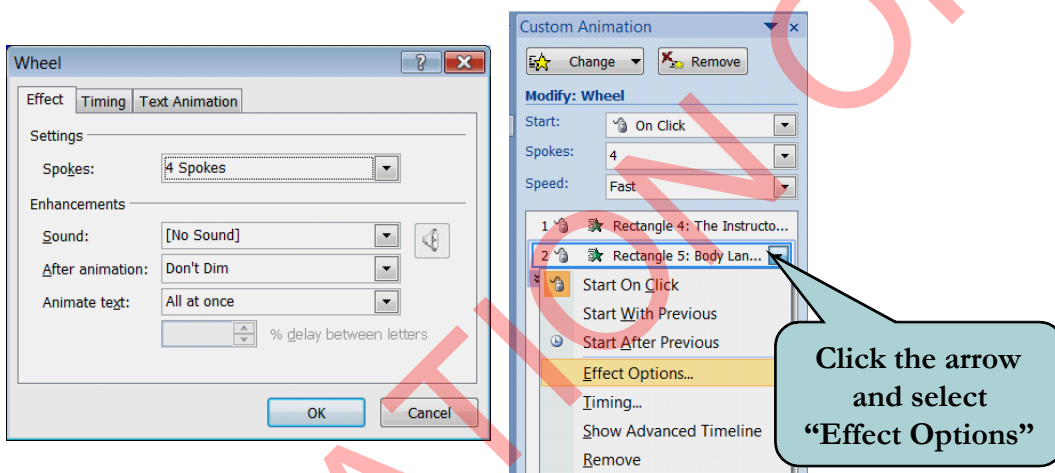 Wheel
Effect Timing Text Animation
Settings
Spokes: 4 Spokes
Enhancements
Sound: [No Sound]
After animation: Don't Dim
Animate text: All at once
% delay between letters
OK Cancel
Custom Animation
Change Remove
Modify: Wheel
Start: On Click
Spokes: 4
Speed: Fast
1 Rectangle 4: The Instructo...
2 Rectangle 5: Body Lan...
Start On Click
Start With Previous
Start After Previous
Effect Options...
Timing...
Show Advanced Timeline
Remove
Click the arrow
and select
“Effect Options”